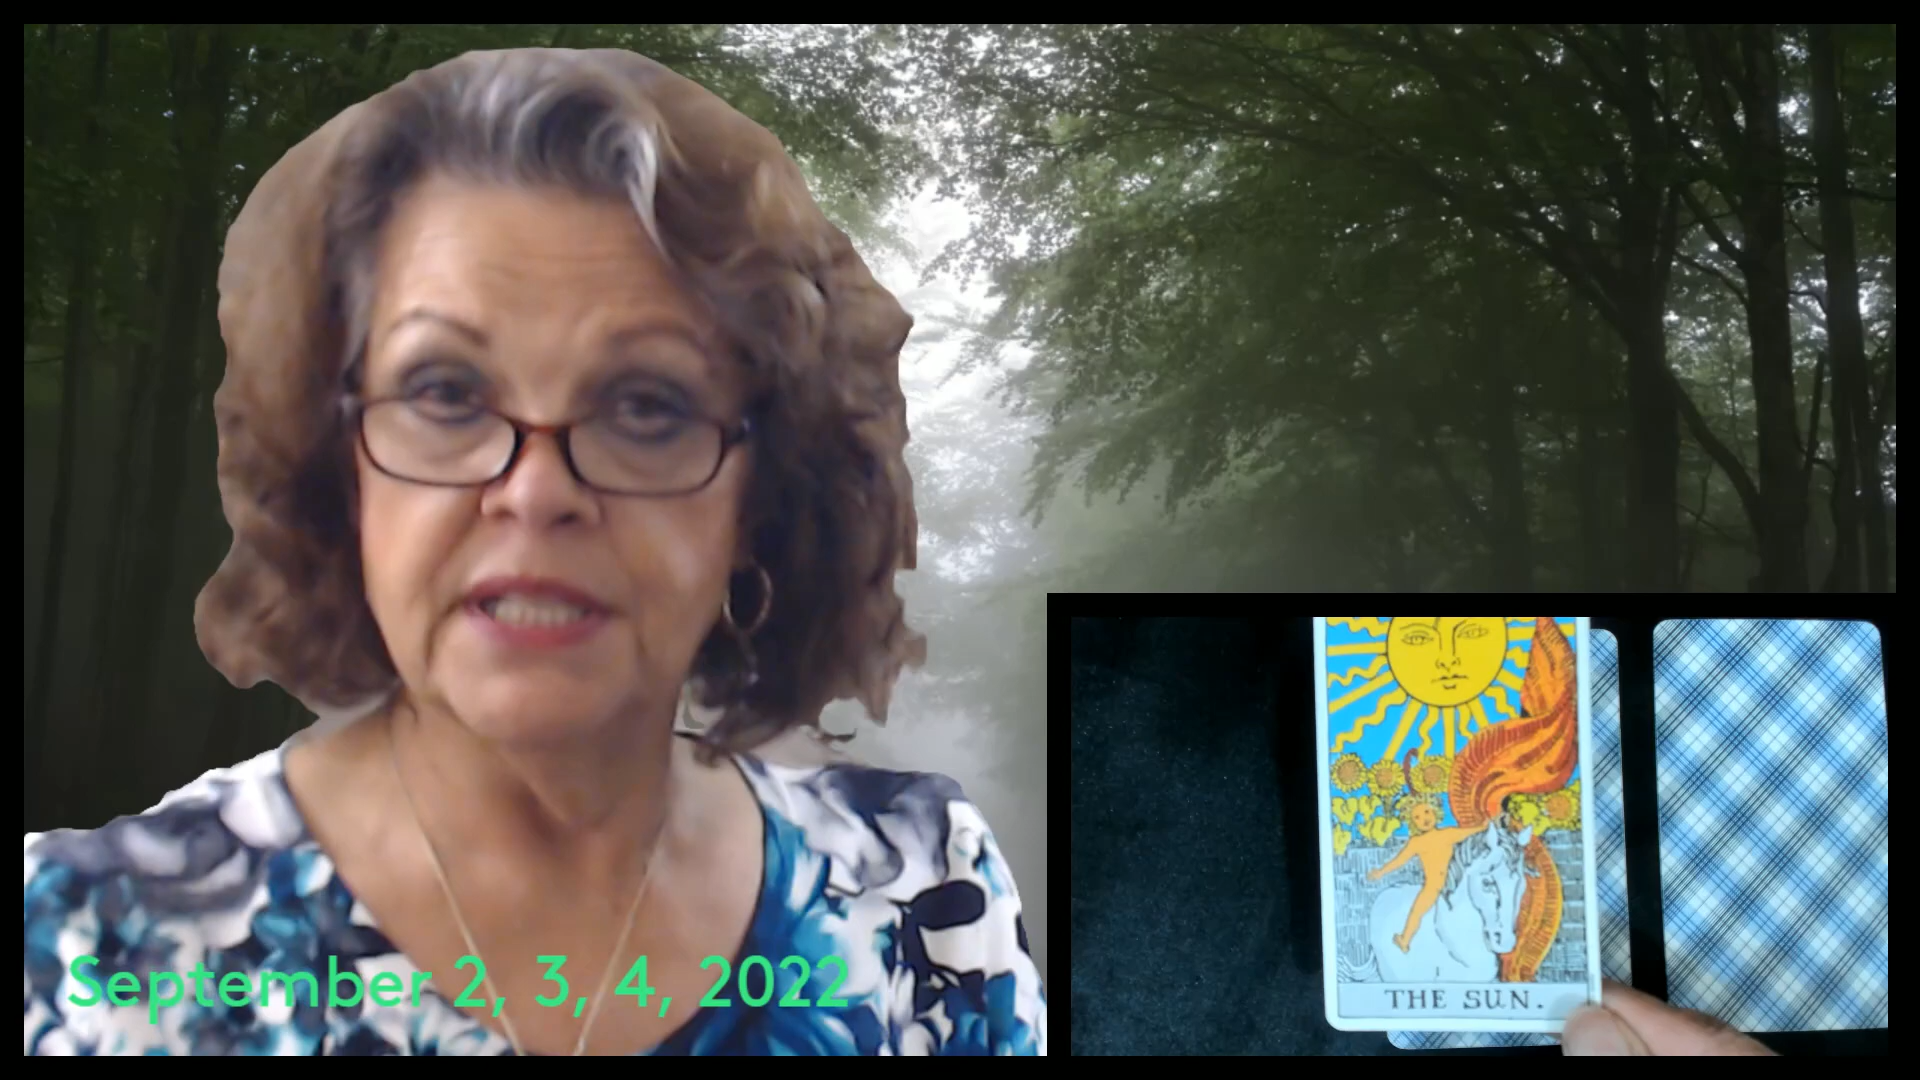 September 2, 3, 4, 2022
THE SUN.